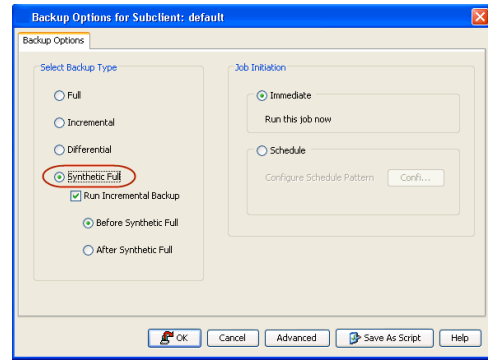 Backup Options for Subclient: default
Backup Options
Select Backup Type
Full
Incremental
Differential
Synthetic Full
Run Incremental Backup
Before Synthetic Full
After Synthetic Full
Job Initiation
Immediate
Run this job now
Schedule
Configure Schedule Pattern Confi...
OK Cancel Advanced Save As Script Help